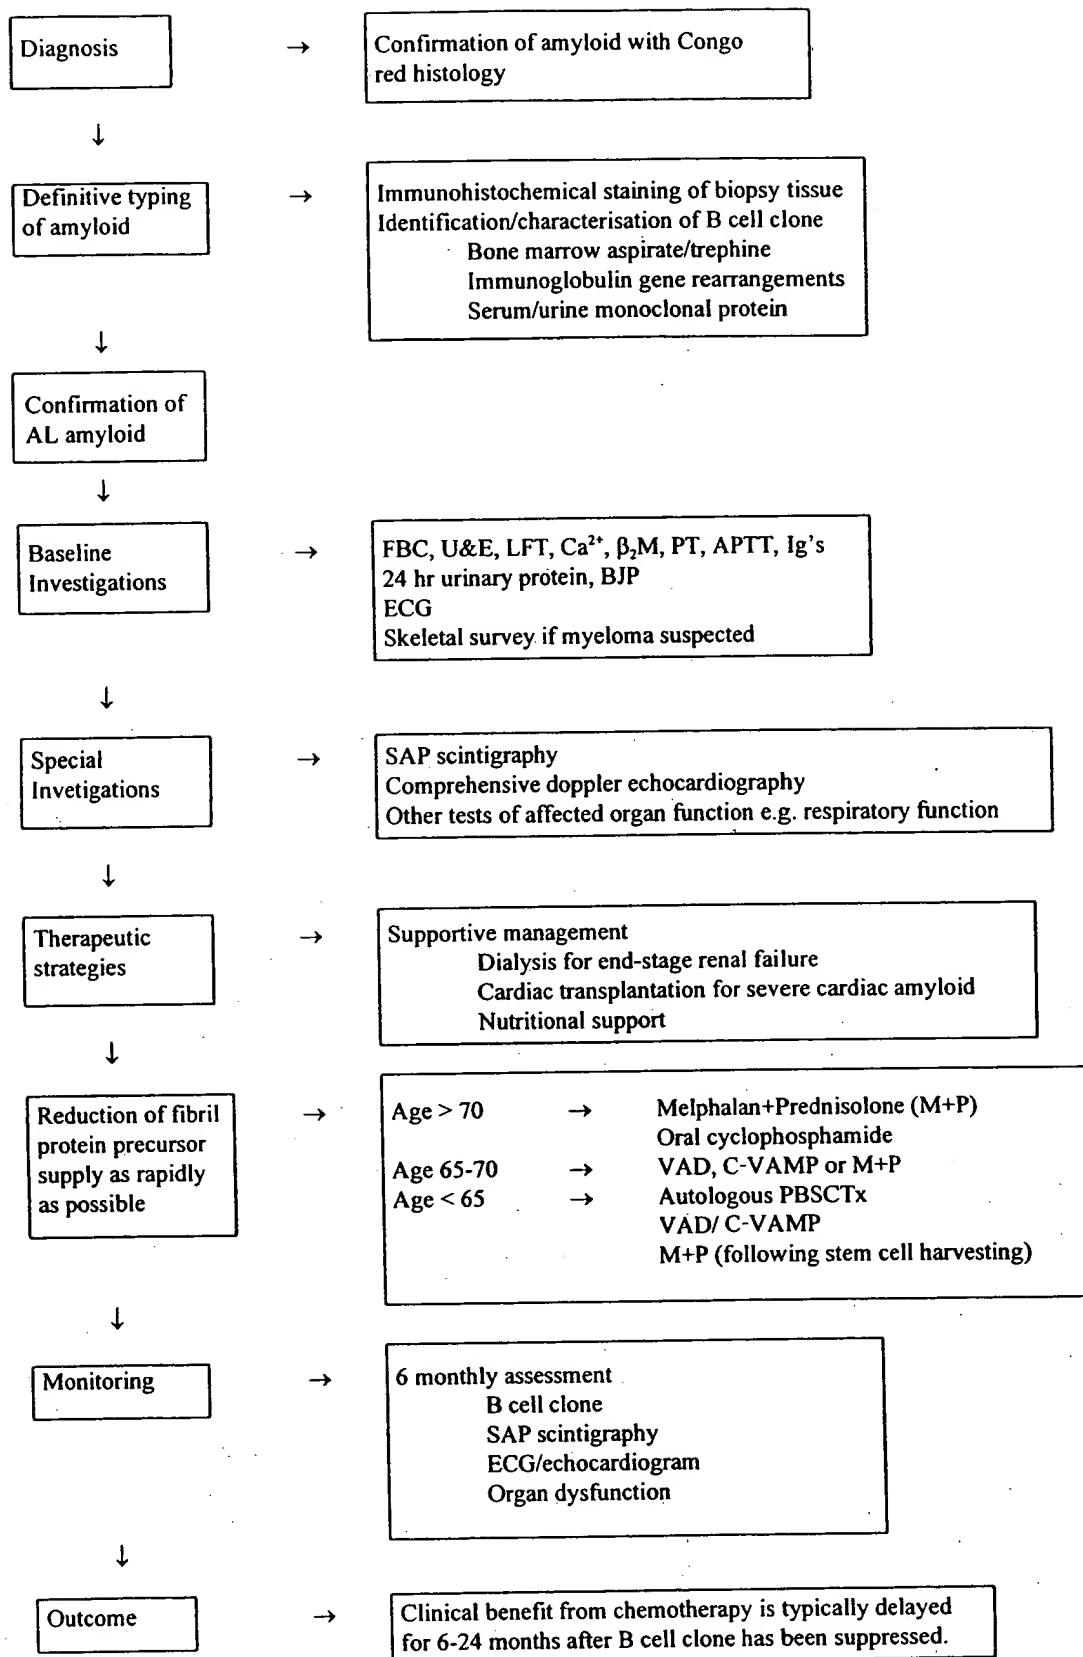 Diagnosis → Confirmation of amyloid with Congo
red histology
↓
Definitive typing → Immunohistochemical staining of biopsy tissue
of amyloid Identification/characterisation of B cell clone
Bone marrow aspirate/trephine
Immunoglobulin gene rearrangements
Serum/urine monoclonal protein
↓
Confirmation of
AL amyloid
↓
Baseline → FBC, U&E, LFT, Ca²⁺, β₂M, PT, APTT, Ig's
Investigations 24 hr urinary protein, BJP
ECG
Skeletal survey if myeloma suspected
↓
Special → SAP scintigraphy
Invetigations Comprehensive doppler echocardiography
Other tests of affected organ function e.g. respiratory function
↓
Therapeutic → Supportive management
strategies Dialysis for end-stage renal failure
Cardiac transplantation for severe cardiac amyloid
Nutritional support
↓
Reduction of fibril → Age > 70 → Melphalan+Prednisolone (M+P)
protein precursor Oral cyclophosphamide
supply as rapidly Age 65-70 → VAD, C-VAMP or M+P
as possible Age < 65 → Autologous PBSCTx
VAD/ C-VAMP
M+P (following stem cell harvesting)
↓
Monitoring → 6 monthly assessment
B cell clone
SAP scintigraphy
ECG/echocardiogram
Organ dysfunction
↓
Outcome → Clinical benefit from chemotherapy is typically delayed
for 6-24 months after B cell clone has been suppressed.